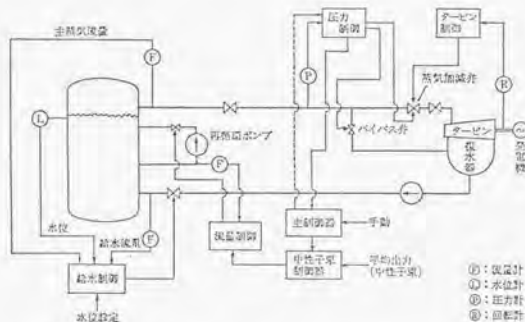 主蒸気流量
F
圧力
制御
タービン
制御
P
蒸気加減弁
R
L
再循環ポンプ
バイパス弁
タービン
復水器
発電機
F
水位
給水流量
F
流量制御
主制御器
手動
給水制御
中性子束
制御器
平均出力
(中性子束)
水位設定
Ⓕ:流量計
Ⓛ:水位計
Ⓟ:圧力計
Ⓡ:回転計